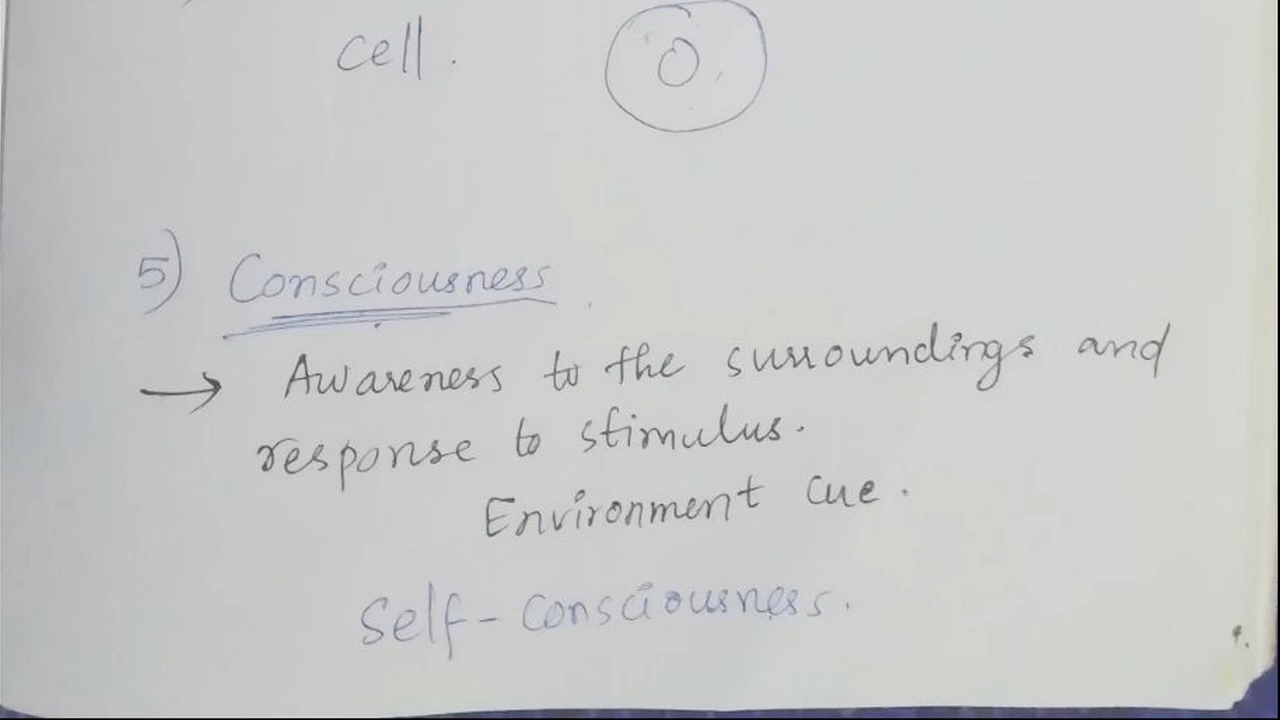 cell.
5) Consciousness
→ Awareness to the surroundings and
response to stimulus.
Environment cue.
Self-consciousness.